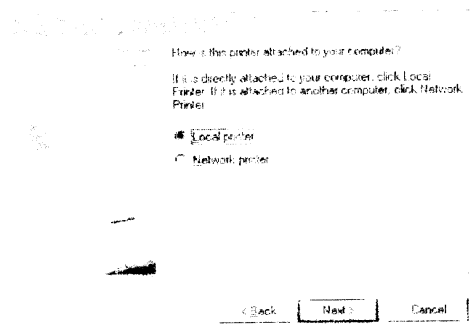 How is this printer attached to your computer?
If it is directly attached to your computer, click Local
Printer. If it is attached to another computer, click Network
Printer.
Local printer
Network printer
< Back
Next >
Cancel